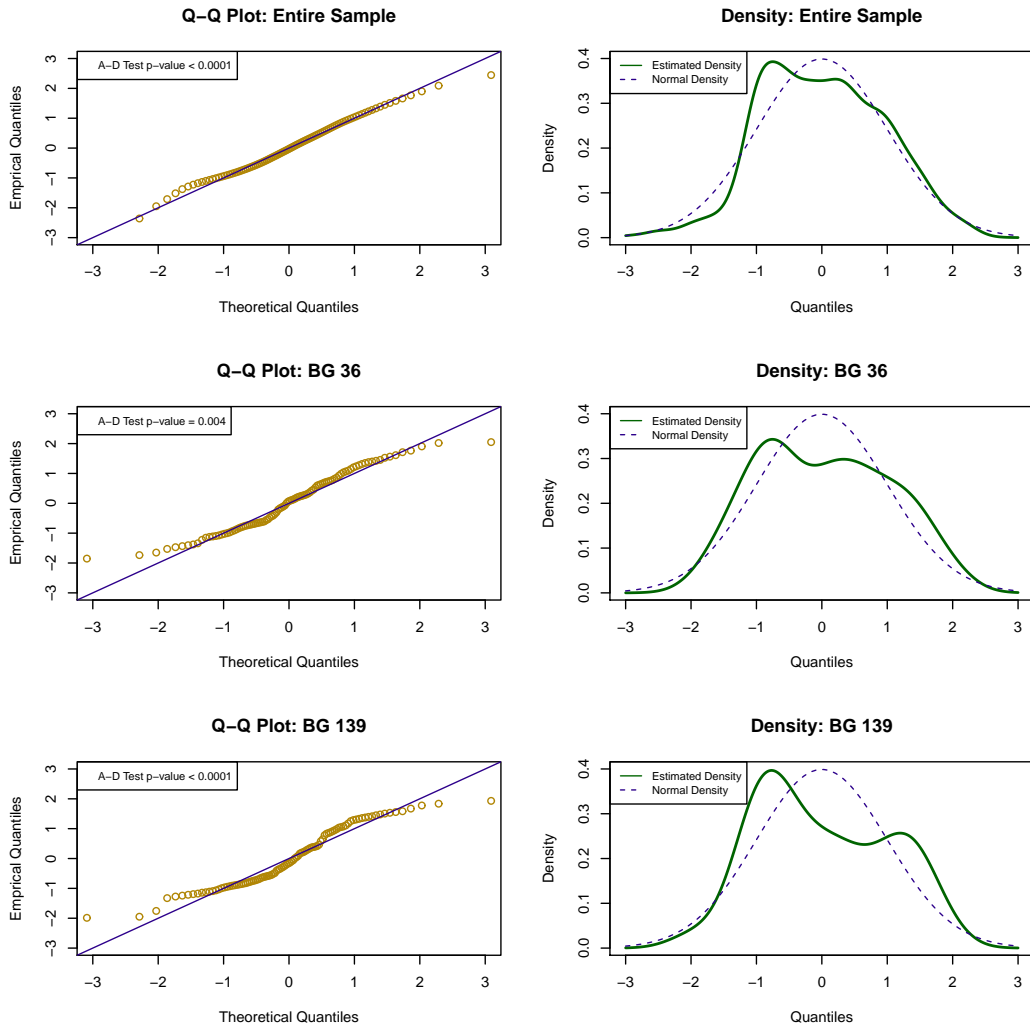 Q−Q Plot: Entire Sample
A−D Test p−value < 0.0001
Emprical Quantiles
−3 −2 −1 0 1 2 3
−3 −2 −1 0 1 2 3
Theoretical Quantiles
Density: Entire Sample
Estimated Density
Normal Density
Density
0.0 0.1 0.2 0.3 0.4
−3 −2 −1 0 1 2 3
Quantiles
Q−Q Plot: BG 36
A−D Test p−value = 0.004
Emprical Quantiles
−3 −2 −1 0 1 2 3
−3 −2 −1 0 1 2 3
Theoretical Quantiles
Density: BG 36
Estimated Density
Normal Density
Density
0.0 0.1 0.2 0.3 0.4
−3 −2 −1 0 1 2 3
Quantiles
Q−Q Plot: BG 139
A−D Test p−value < 0.0001
Emprical Quantiles
−3 −2 −1 0 1 2 3
−3 −2 −1 0 1 2 3
Theoretical Quantiles
Density: BG 139
Estimated Density
Normal Density
Density
0.0 0.1 0.2 0.3 0.4
−3 −2 −1 0 1 2 3
Quantiles